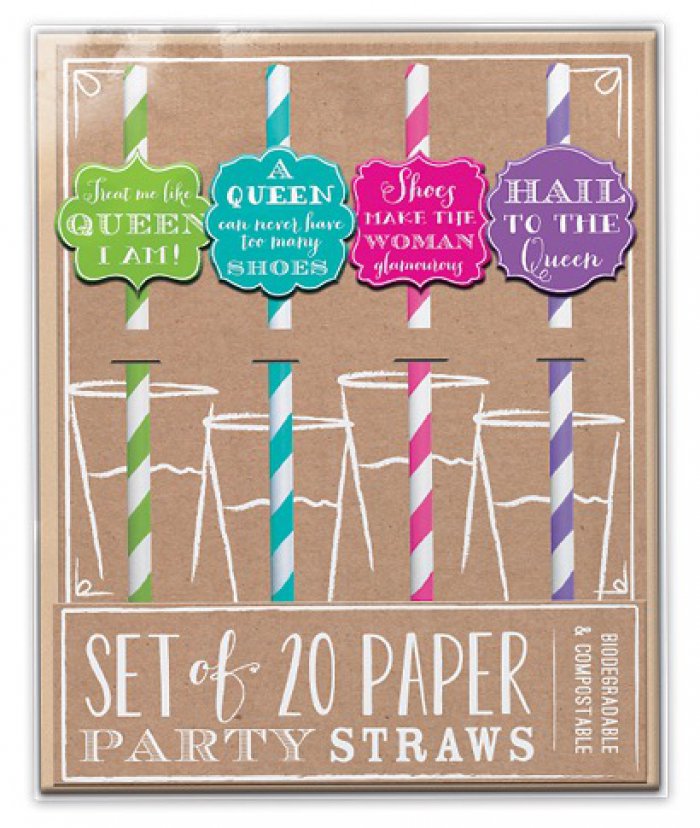 Treat me like
QUEEN
I AM!
A
QUEEN
can never have
too many
SHOES
Shoes
MAKE THE
WOMAN
glamourous
HAIL
TO THE
Queen
SET of 20 PAPER
PARTY STRAWS
BIODEGRADABLE
& COMPOSTABLE